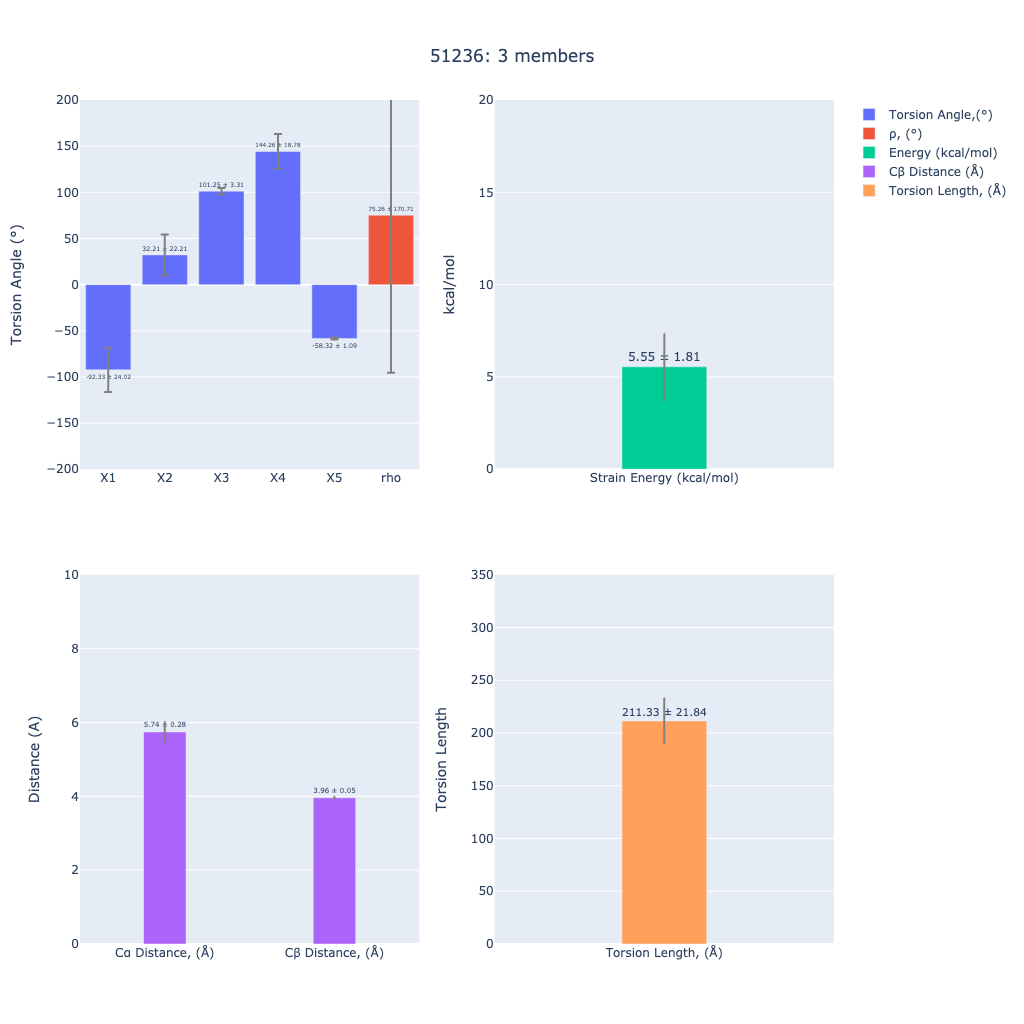 51236: 3 members
Torsion Angle (°)
200
150
100
50
0
−50
−100
−150
−200
-92.33 ± 24.02
32.21 ± 22.21
101.25 ± 3.31
144.26 ± 18.78
-58.32 ± 1.09
75.26 ± 170.71
X1 X2 X3 X4 X5 rho
kcal/mol
20
15
10
5
0
5.55 ± 1.81
Strain Energy (kcal/mol)
Torsion Angle,(°)
ρ, (°)
Energy (kcal/mol)
Cβ Distance (Å)
Torsion Length, (Å)
Distance (A)
10
8
6
4
2
0
5.74 ± 0.28
3.96 ± 0.05
Cα Distance, (Å) Cβ Distance, (Å)
Torsion Length
350
300
250
200
150
100
50
0
211.33 ± 21.84
Torsion Length, (Å)